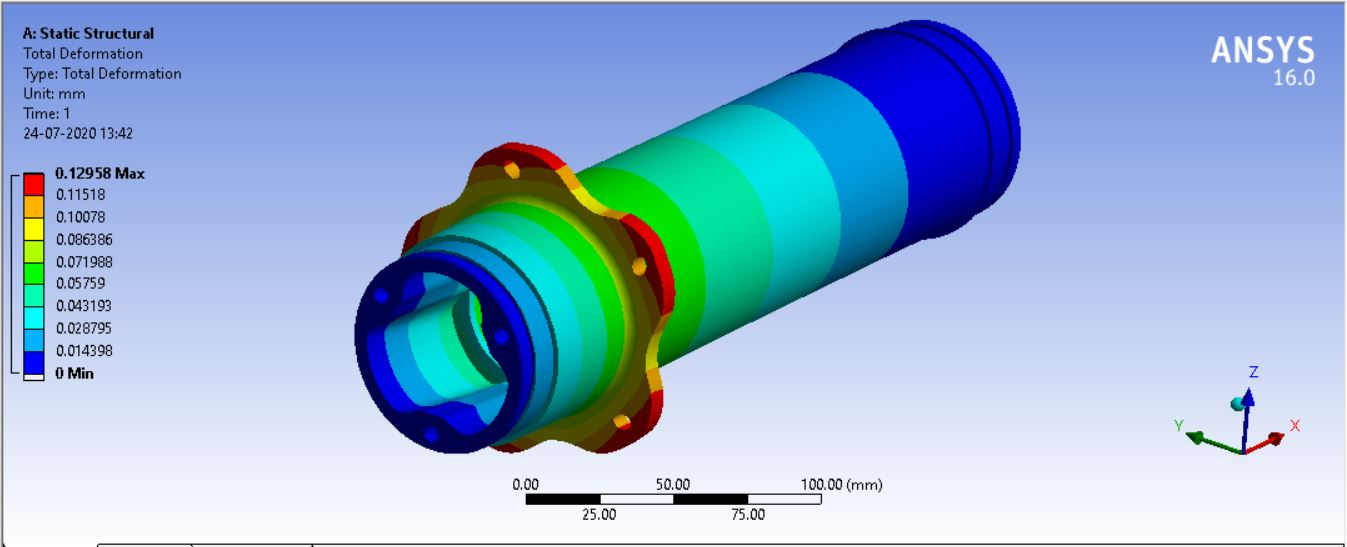 A: Static Structural
Total Deformation
Type: Total Deformation
Unit: mm
Time: 1
24-07-2020 13:42
ANSYS
16.0
0.12958 Max
0.11518
0.10078
0.086386
0.071988
0.05759
0.043193
0.028795
0.014398
0 Min
0.00 50.00 100.00 (mm)
25.00 75.00
Z
Y
X